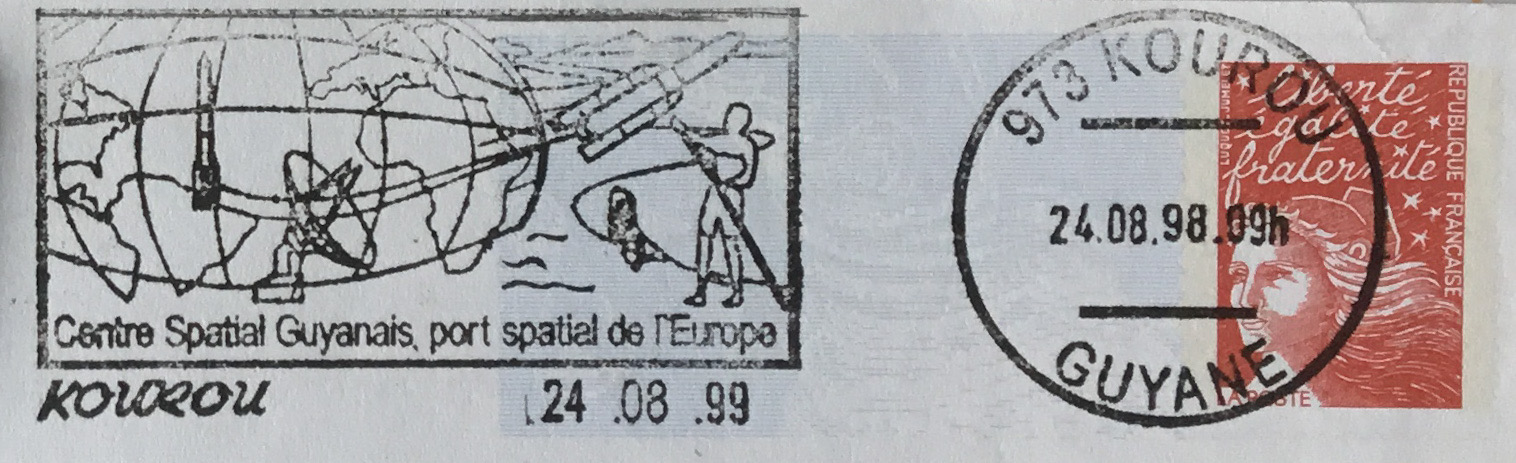 Centre Spatial Guyanais, port spatial de l'Europe
KOUROU
24 .08 .99
973 KOUROU
24.08.98.09h
GUYANE
liberté
égalité
fraternité
REPUBLIQUE FRANÇAISE
LA POSTE